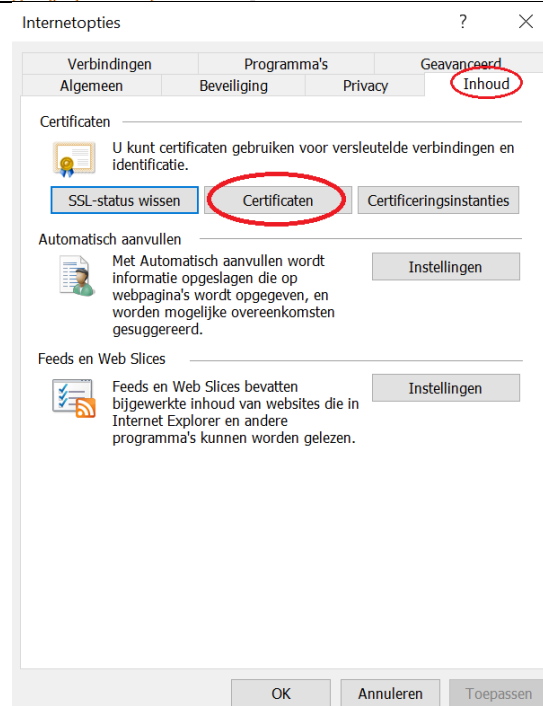 Internetopties
Verbindingen Programma's Geavanceerd
Algemeen Beveiliging Privacy Inhoud
Certificaten
U kunt certificaten gebruiken voor versleutelde verbindingen en
identificatie.
SSL-status wissen Certificaten Certificeringsinstanties
Automatisch aanvullen
Met Automatisch aanvullen wordt
informatie opgeslagen die op
webpagina's wordt opgegeven, en
worden mogelijke overeenkomsten
gesuggereerd.
Instellingen
Feeds en Web Slices
Feeds en Web Slices bevatten
bijgewerkte inhoud van websites die in
Internet Explorer en andere
programma's kunnen worden gelezen.
Instellingen
OK Annuleren Toepassen